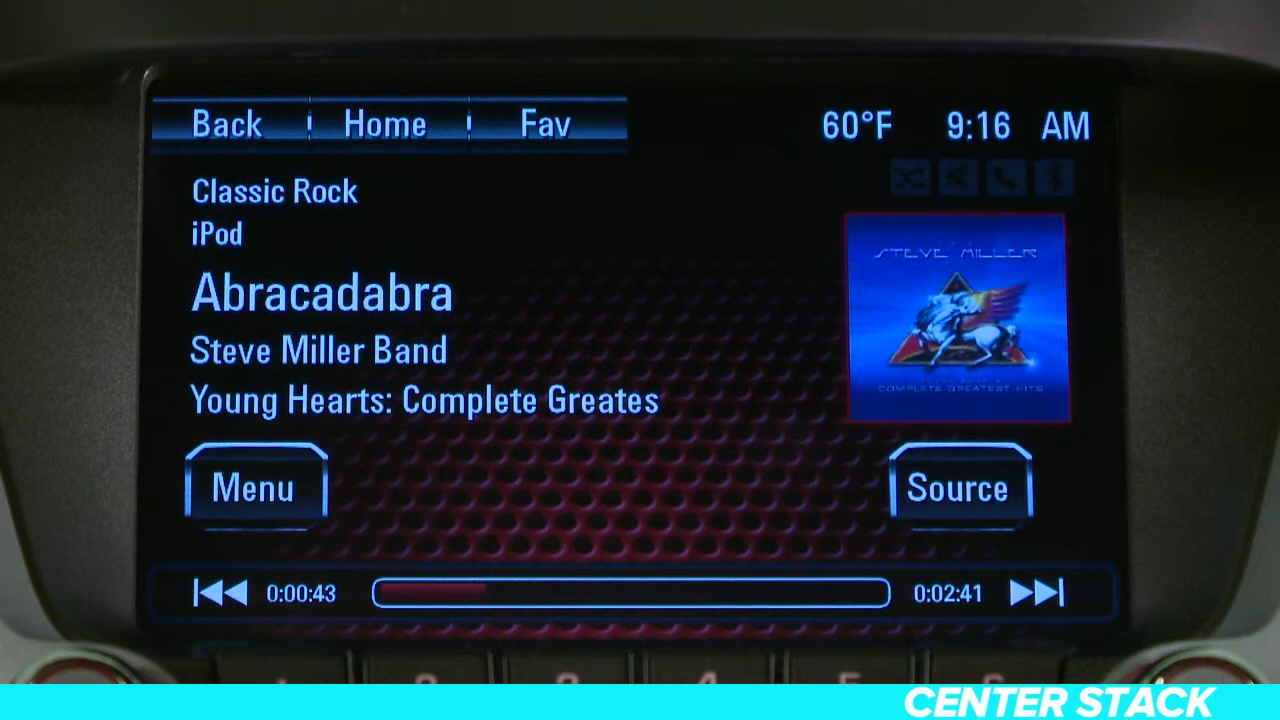 Back Home Fav 60°F 9:16 AM
Classic Rock
iPod
Abracadabra
Steve Miller Band
Young Hearts: Complete Greates
STEVE MILLER
COMPLETE GREATEST HITS
Menu
Source
0:00:43
0:02:41
CENTER STACK